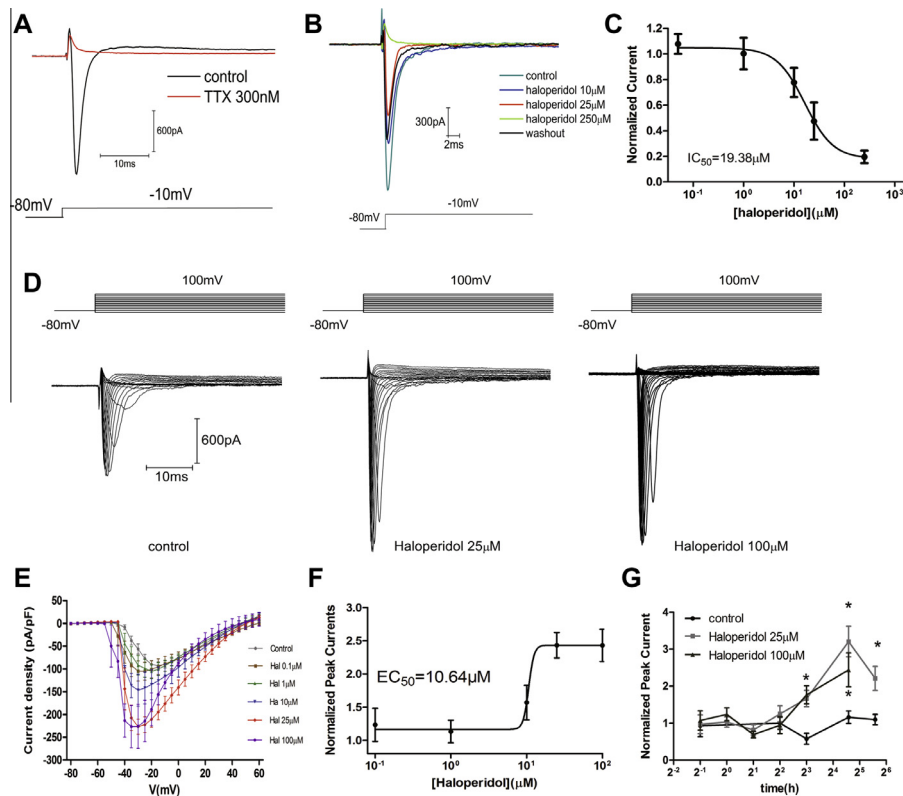 A
control
TTX 300nM
600pA
10ms
-80mV
-10mV
B
control
haloperidol 10μM
haloperidol 25μM
haloperidol 250μM
washout
300pA
2ms
-80mV
-10mV
C
Normalized Current
1.2
1.0
0.8
0.6
0.4
0.2
0.0
IC50=19.38μM
10-1 100 101 102 103
[haloperidol](μM)
D
100mV
-80mV
600pA
10ms
control
100mV
-80mV
Haloperidol 25μM
100mV
-80mV
Haloperidol 100μM
E
Current density (pA/pF)
50
0
-50
-100
-150
-200
-250
-300
-80 -60 -40 -20 0 20 40 60
V(mV)
Control
Hal 0.1μM
Hal 1μM
Ha 10μM
Hal 25μM
Hal 100μM
F
Normalized Peak Currents
3.0
2.5
2.0
1.5
1.0
EC50=10.64μM
10-1 100 101 102
[Haloperidol](μM)
G
Normalized Peak Current
4
3
2
1
0
control
Haloperidol 25μM
Haloperidol 100μM
* * * *
2-2 2-1 20 21 22 23 24 25 26
time(h)